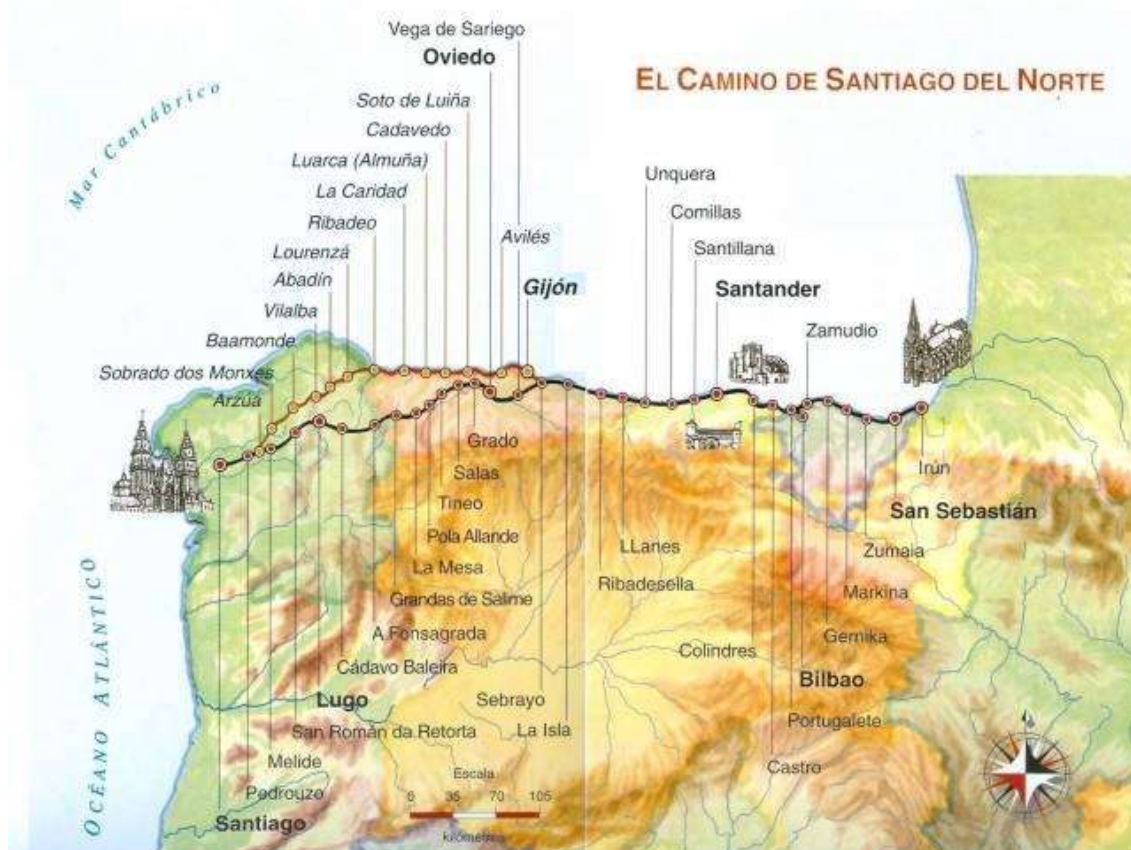 Vega de Sariego
Oviedo
EL CAMINO DE SANTIAGO DEL NORTE
Mar Cantábrico
Soto de Luiña
Cadavedo
Luarca (Almuña)
La Caridad
Ribadeo
Lourenzá
Abadín
Vilalba
Baamonde
Sobrado dos Monxes
Arzúa
Avilés
Gijón
Unquera
Comillas
Santillana
Santander
Zamudio
Grado
Salas
Tineo
Pola Allande
La Mesa
Grandas de Salime
A Fonsagrada
Cádavo Baleira
Lugo
San Román da Retorta
Melide
Pedrouzo
Santiago
Sebrayo
La Isla
LLanes
Ribadesella
Irún
San Sebastián
Zumaia
Markina
Gernika
Colindres
Bilbao
Portugalete
Castro
OCÉANO ATLÁNTICO
Escala
0 35 70 105
kilómetros